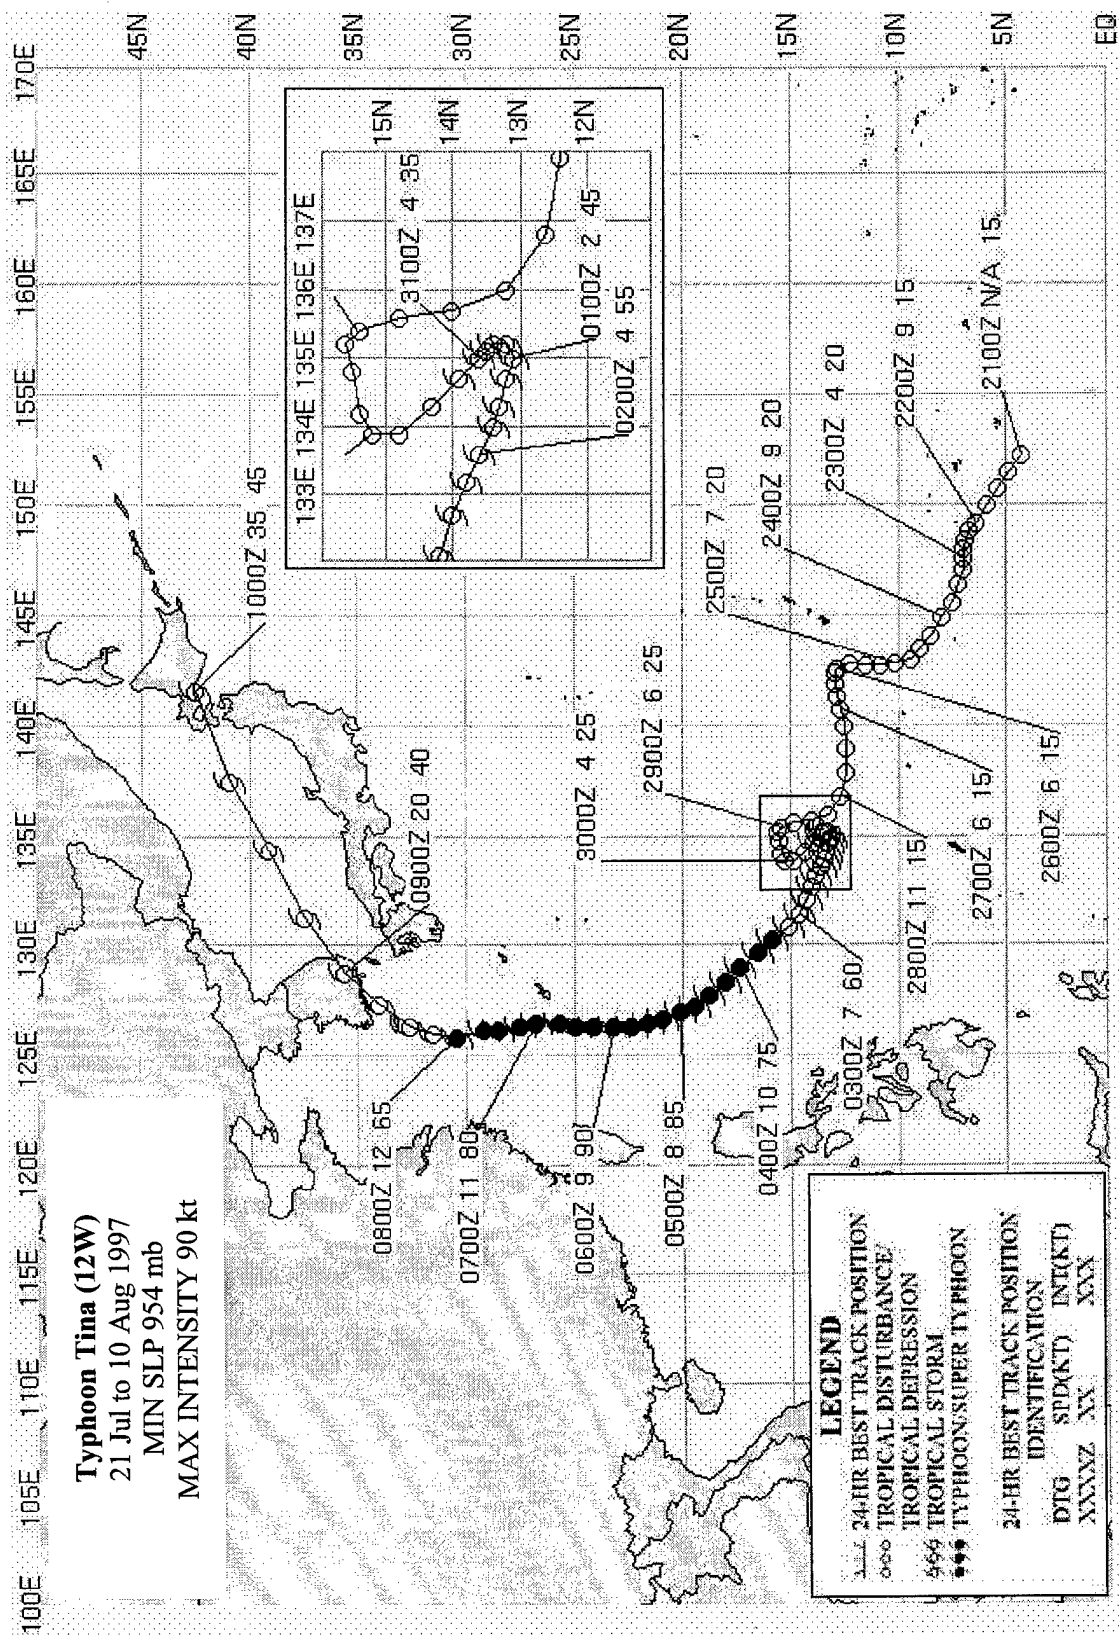 Typhoon Tina (12W)
21 Jul to 10 Aug 1997
MIN SLP 954 mb
MAX INTENSITY 90 kt
100E 105E 110E 115E 120E 125E 130E 135E 140E 145E 150E 155E 160E 165E 170E
45N
40N
35N
30N
25N
20N
15N
10N
5N
EQ
1000Z 35 45
0900Z 20 40
0800Z 12 65
0700Z 11 80
0600Z 9 90
0500Z 8 85
0400Z 10 75
0300Z 7 60
3000Z 4 25
2900Z 6 25
2800Z 11 15
2700Z 6 15
2600Z 6 15
2500Z 7 20
2400Z 9 20
2300Z 4 20
2200Z 9 15
2100Z N/A 15
133E 134E 135E 136E 137E
15N
14N
13N
12N
3100Z 4 35
0100Z 2 45
0200Z 4 55
LEGEND
24-HR BEST TRACK POSITION
TROPICAL DISTURBANCE
TROPICAL DEPRESSION
TROPICAL STORM
TYPHOON/SUPER TYPHOON
24-HR BEST TRACK POSITION
IDENTIFICATION
DTG SPD(KT) INT(KT)
XXXXZ XX XXX